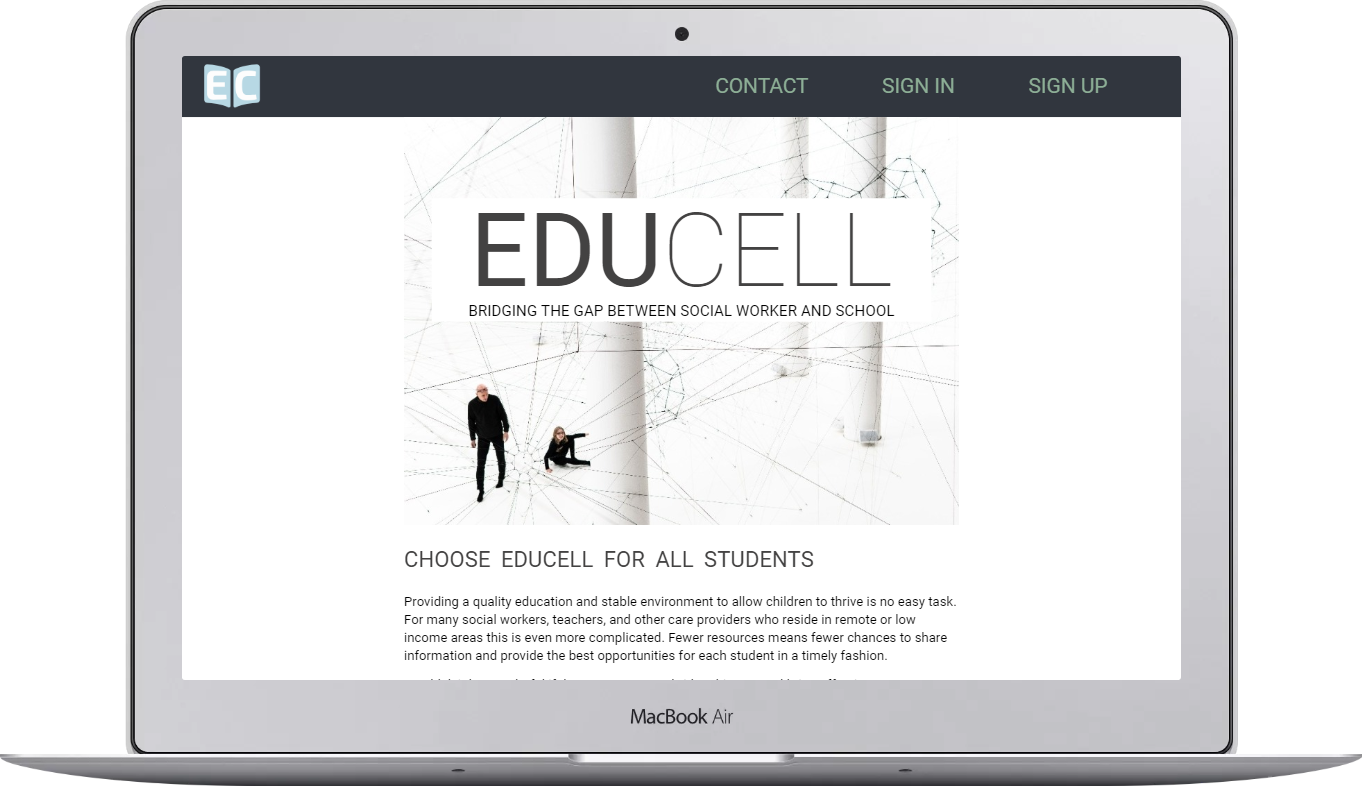 EC
CONTACT SIGN IN SIGN UP
EDUCELL
BRIDGING THE GAP BETWEEN SOCIAL WORKER AND SCHOOL
CHOOSE EDUCELL FOR ALL STUDENTS
Providing a quality education and stable environment to allow children to thrive is no easy task.
For many social workers, teachers, and other care providers who reside in remote or low
income areas this is even more complicated. Fewer resources means fewer chances to share
information and provide the best opportunities for each student in a timely fashion.
MacBook Air